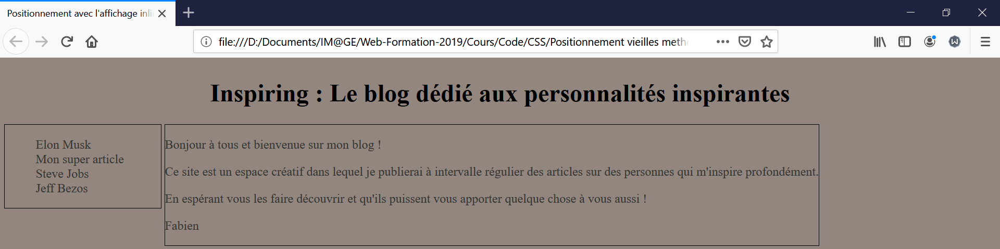 Positionnement avec l'affichage inli
file:///D:/Documents/IM@GE/Web-Formation-2019/Cours/Code/CSS/Positionnement vieilles meth
Inspiring : Le blog dédié aux personnalités inspirantes
Elon Musk
Mon super article
Steve Jobs
Jeff Bezos
Bonjour à tous et bienvenue sur mon blog !
Ce site est un espace créatif dans lequel je publierai à intervalle régulier des articles sur des personnes qui m'inspire profondément.
En espérant vous les faire découvrir et qu'ils puissent vous apporter quelque chose à vous aussi !
Fabien